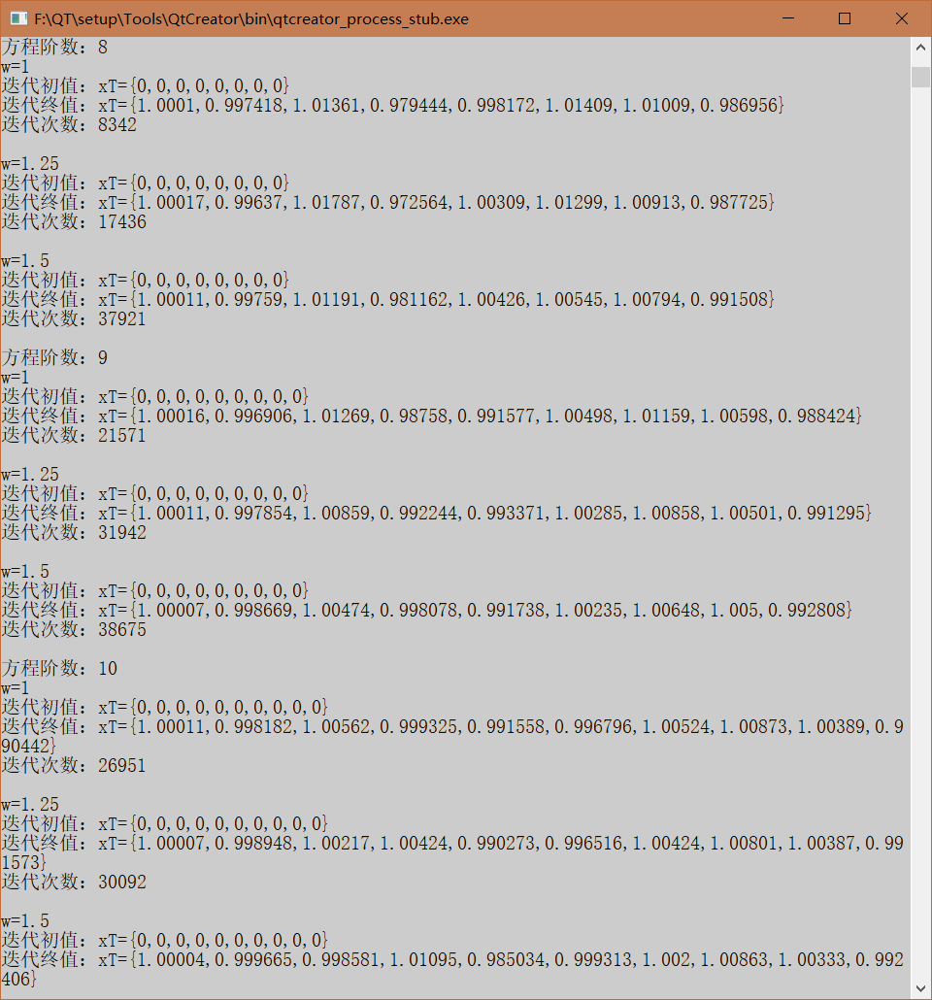 F:\QT\setup\Tools\QtCreator\bin\qtcreator_process_stub.exe
方程阶数：8
w=1
迭代初值：xT={0,0,0,0,0,0,0,0}
迭代终值：xT={1.0001,0.997418,1.01361,0.979444,0.998172,1.01409,1.01009,0.986956}
迭代次数：8342
w=1.25
迭代初值：xT={0,0,0,0,0,0,0,0}
迭代终值：xT={1.00017,0.99637,1.01787,0.972564,1.00309,1.01299,1.00913,0.987725}
迭代次数：17436
w=1.5
迭代初值：xT={0,0,0,0,0,0,0,0}
迭代终值：xT={1.00011,0.99759,1.01191,0.981162,1.00426,1.00545,1.00794,0.991508}
迭代次数：37921
方程阶数：9
w=1
迭代初值：xT={0,0,0,0,0,0,0,0,0}
迭代终值：xT={1.00016,0.996906,1.01269,0.98758,0.991577,1.00498,1.01159,1.00598,0.988424}
迭代次数：21571
w=1.25
迭代初值：xT={0,0,0,0,0,0,0,0,0}
迭代终值：xT={1.00011,0.997854,1.00859,0.992244,0.993371,1.00285,1.00858,1.00501,0.991295}
迭代次数：31942
w=1.5
迭代初值：xT={0,0,0,0,0,0,0,0,0}
迭代终值：xT={1.00007,0.998669,1.00474,0.998078,0.991738,1.00235,1.00648,1.005,0.992808}
迭代次数：38675
方程阶数：10
w=1
迭代初值：xT={0,0,0,0,0,0,0,0,0,0}
迭代终值：xT={1.00011,0.998182,1.00562,0.999325,0.991558,0.996796,1.00524,1.00873,1.00389,0.9
90442}
迭代次数：26951
w=1.25
迭代初值：xT={0,0,0,0,0,0,0,0,0,0}
迭代终值：xT={1.00007,0.998948,1.00217,1.00424,0.990273,0.996516,1.00424,1.00801,1.00387,0.99
1573}
迭代次数：30092
w=1.5
迭代初值：xT={0,0,0,0,0,0,0,0,0,0}
迭代终值：xT={1.00004,0.999665,0.998581,1.01095,0.985034,0.999313,1.002,1.00863,1.00333,0.992
406}